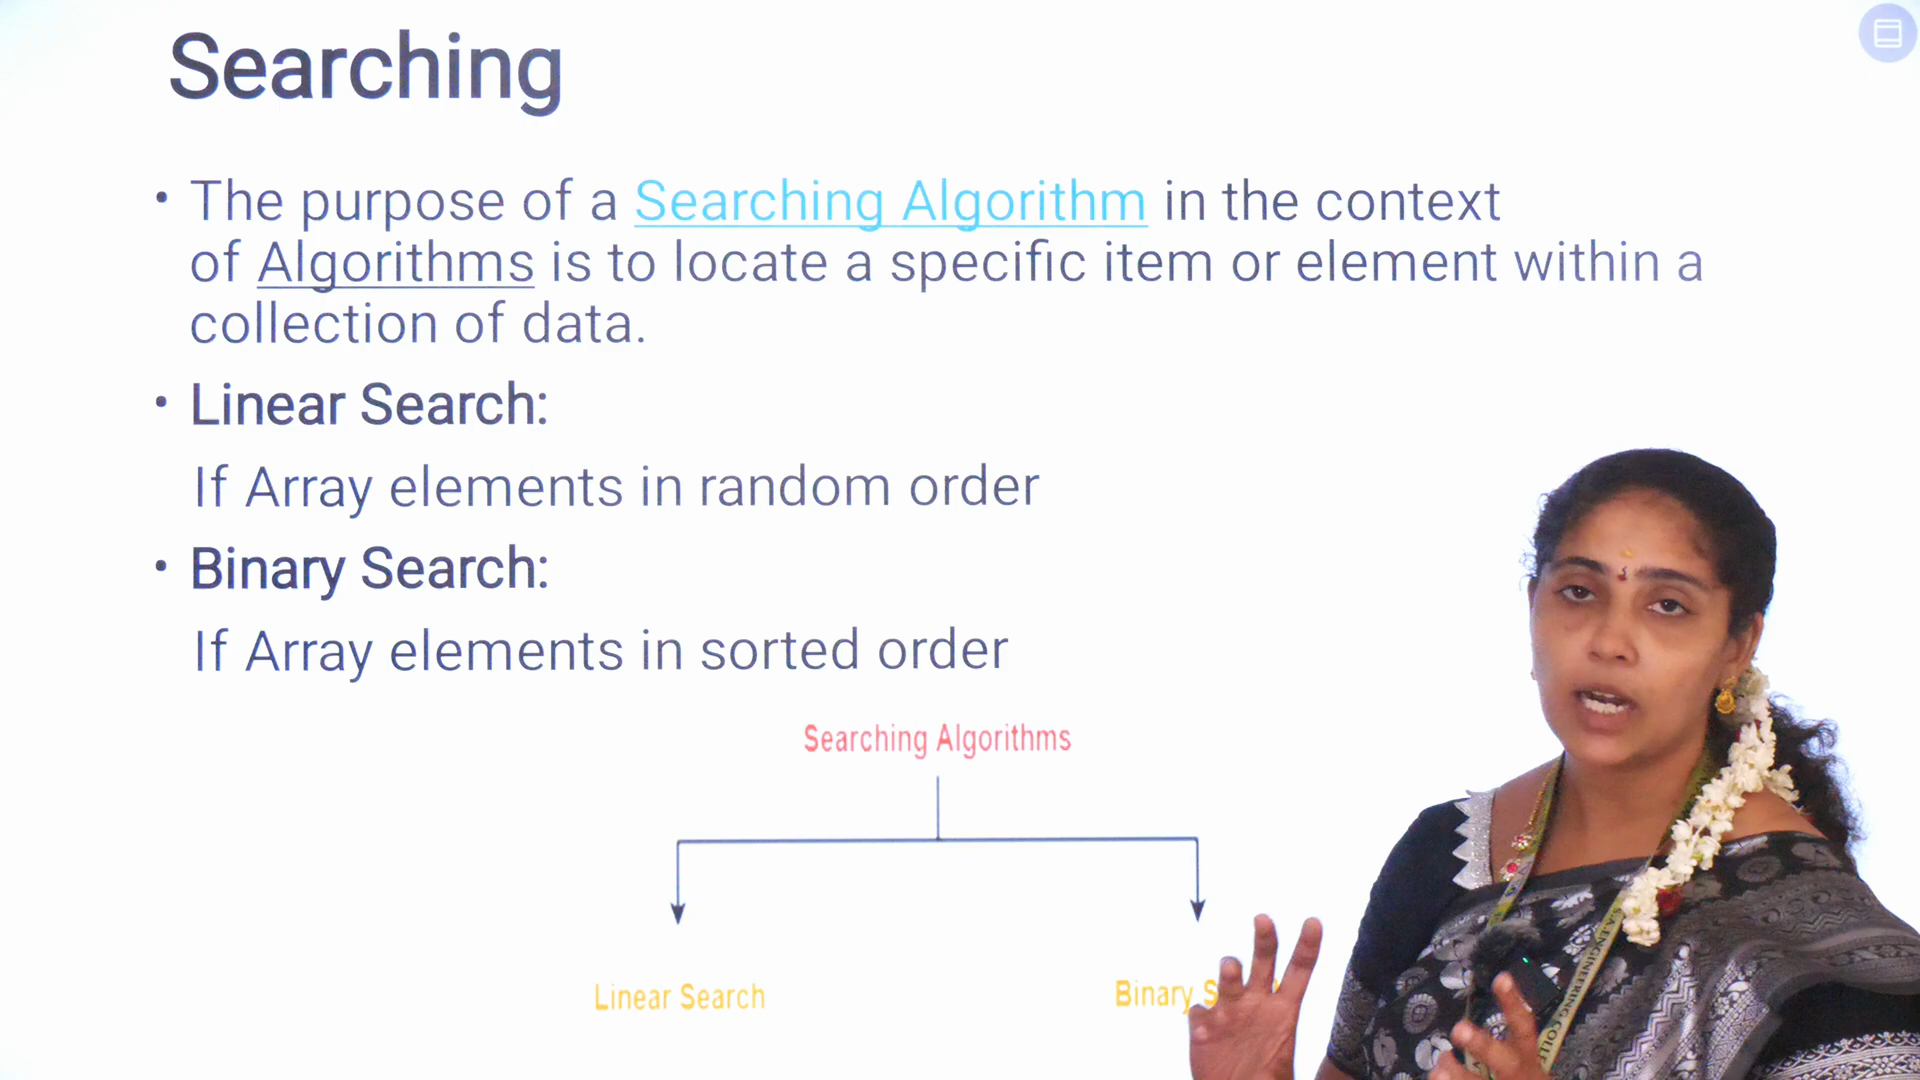 Searching
• The purpose of a Searching Algorithm in the context
of Algorithms is to locate a specific item or element within a
collection of data.
• Linear Search:
If Array elements in random order
• Binary Search:
If Array elements in sorted order
Searching Algorithms
Linear Search
Binary
S.A.ENGINEERING